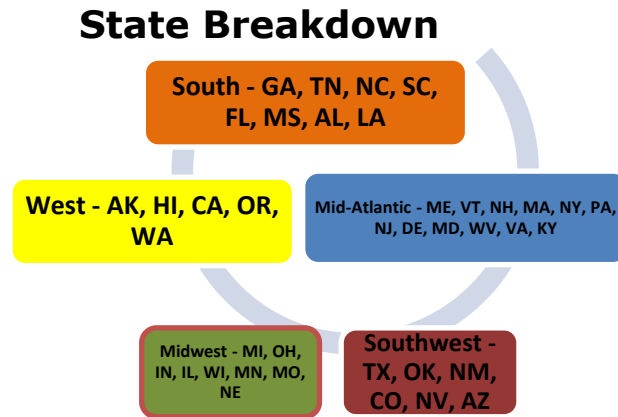 State Breakdown
South - GA, TN, NC, SC,
FL, MS, AL, LA
West - AK, HI, CA, OR,
WA
Mid-Atlantic - ME, VT, NH, MA, NY, PA,
NJ, DE, MD, WV, VA, KY
Midwest - MI, OH,
IN, IL, WI, MN, MO,
NE
Southwest -
TX, OK, NM,
CO, NV, AZ